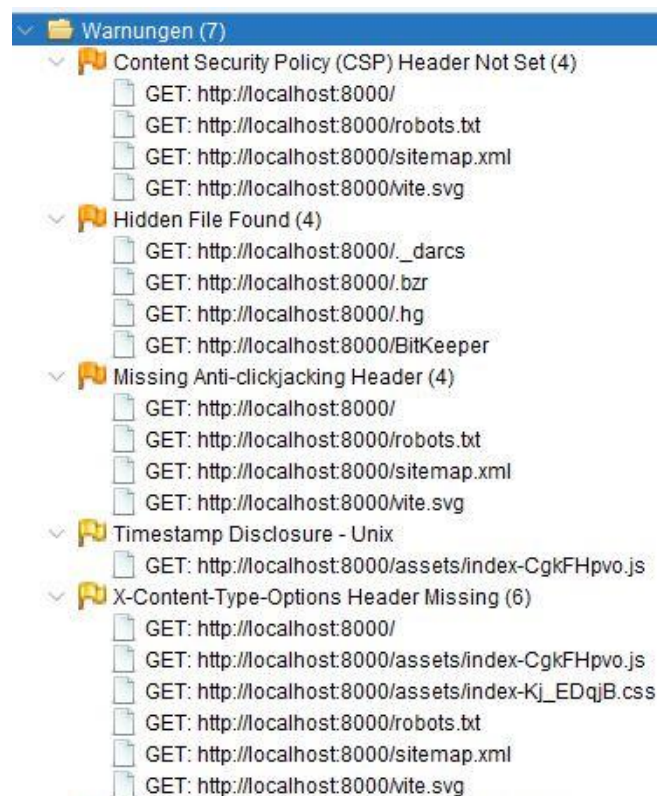 Warnungen (7)
Content Security Policy (CSP) Header Not Set (4)
GET: http://localhost:8000/
GET: http://localhost:8000/robots.txt
GET: http://localhost:8000/sitemap.xml
GET: http://localhost:8000/vite.svg
Hidden File Found (4)
GET: http://localhost:8000/._darcs
GET: http://localhost:8000/.bzr
GET: http://localhost:8000/.hg
GET: http://localhost:8000/BitKeeper
Missing Anti-clickjacking Header (4)
GET: http://localhost:8000/
GET: http://localhost:8000/robots.txt
GET: http://localhost:8000/sitemap.xml
GET: http://localhost:8000/vite.svg
Timestamp Disclosure - Unix
GET: http://localhost:8000/assets/index-CgkFHpvo.js
X-Content-Type-Options Header Missing (6)
GET: http://localhost:8000/
GET: http://localhost:8000/assets/index-CgkFHpvo.js
GET: http://localhost:8000/assets/index-Kj_EDqjB.css
GET: http://localhost:8000/robots.txt
GET: http://localhost:8000/sitemap.xml
GET: http://localhost:8000/vite.svg